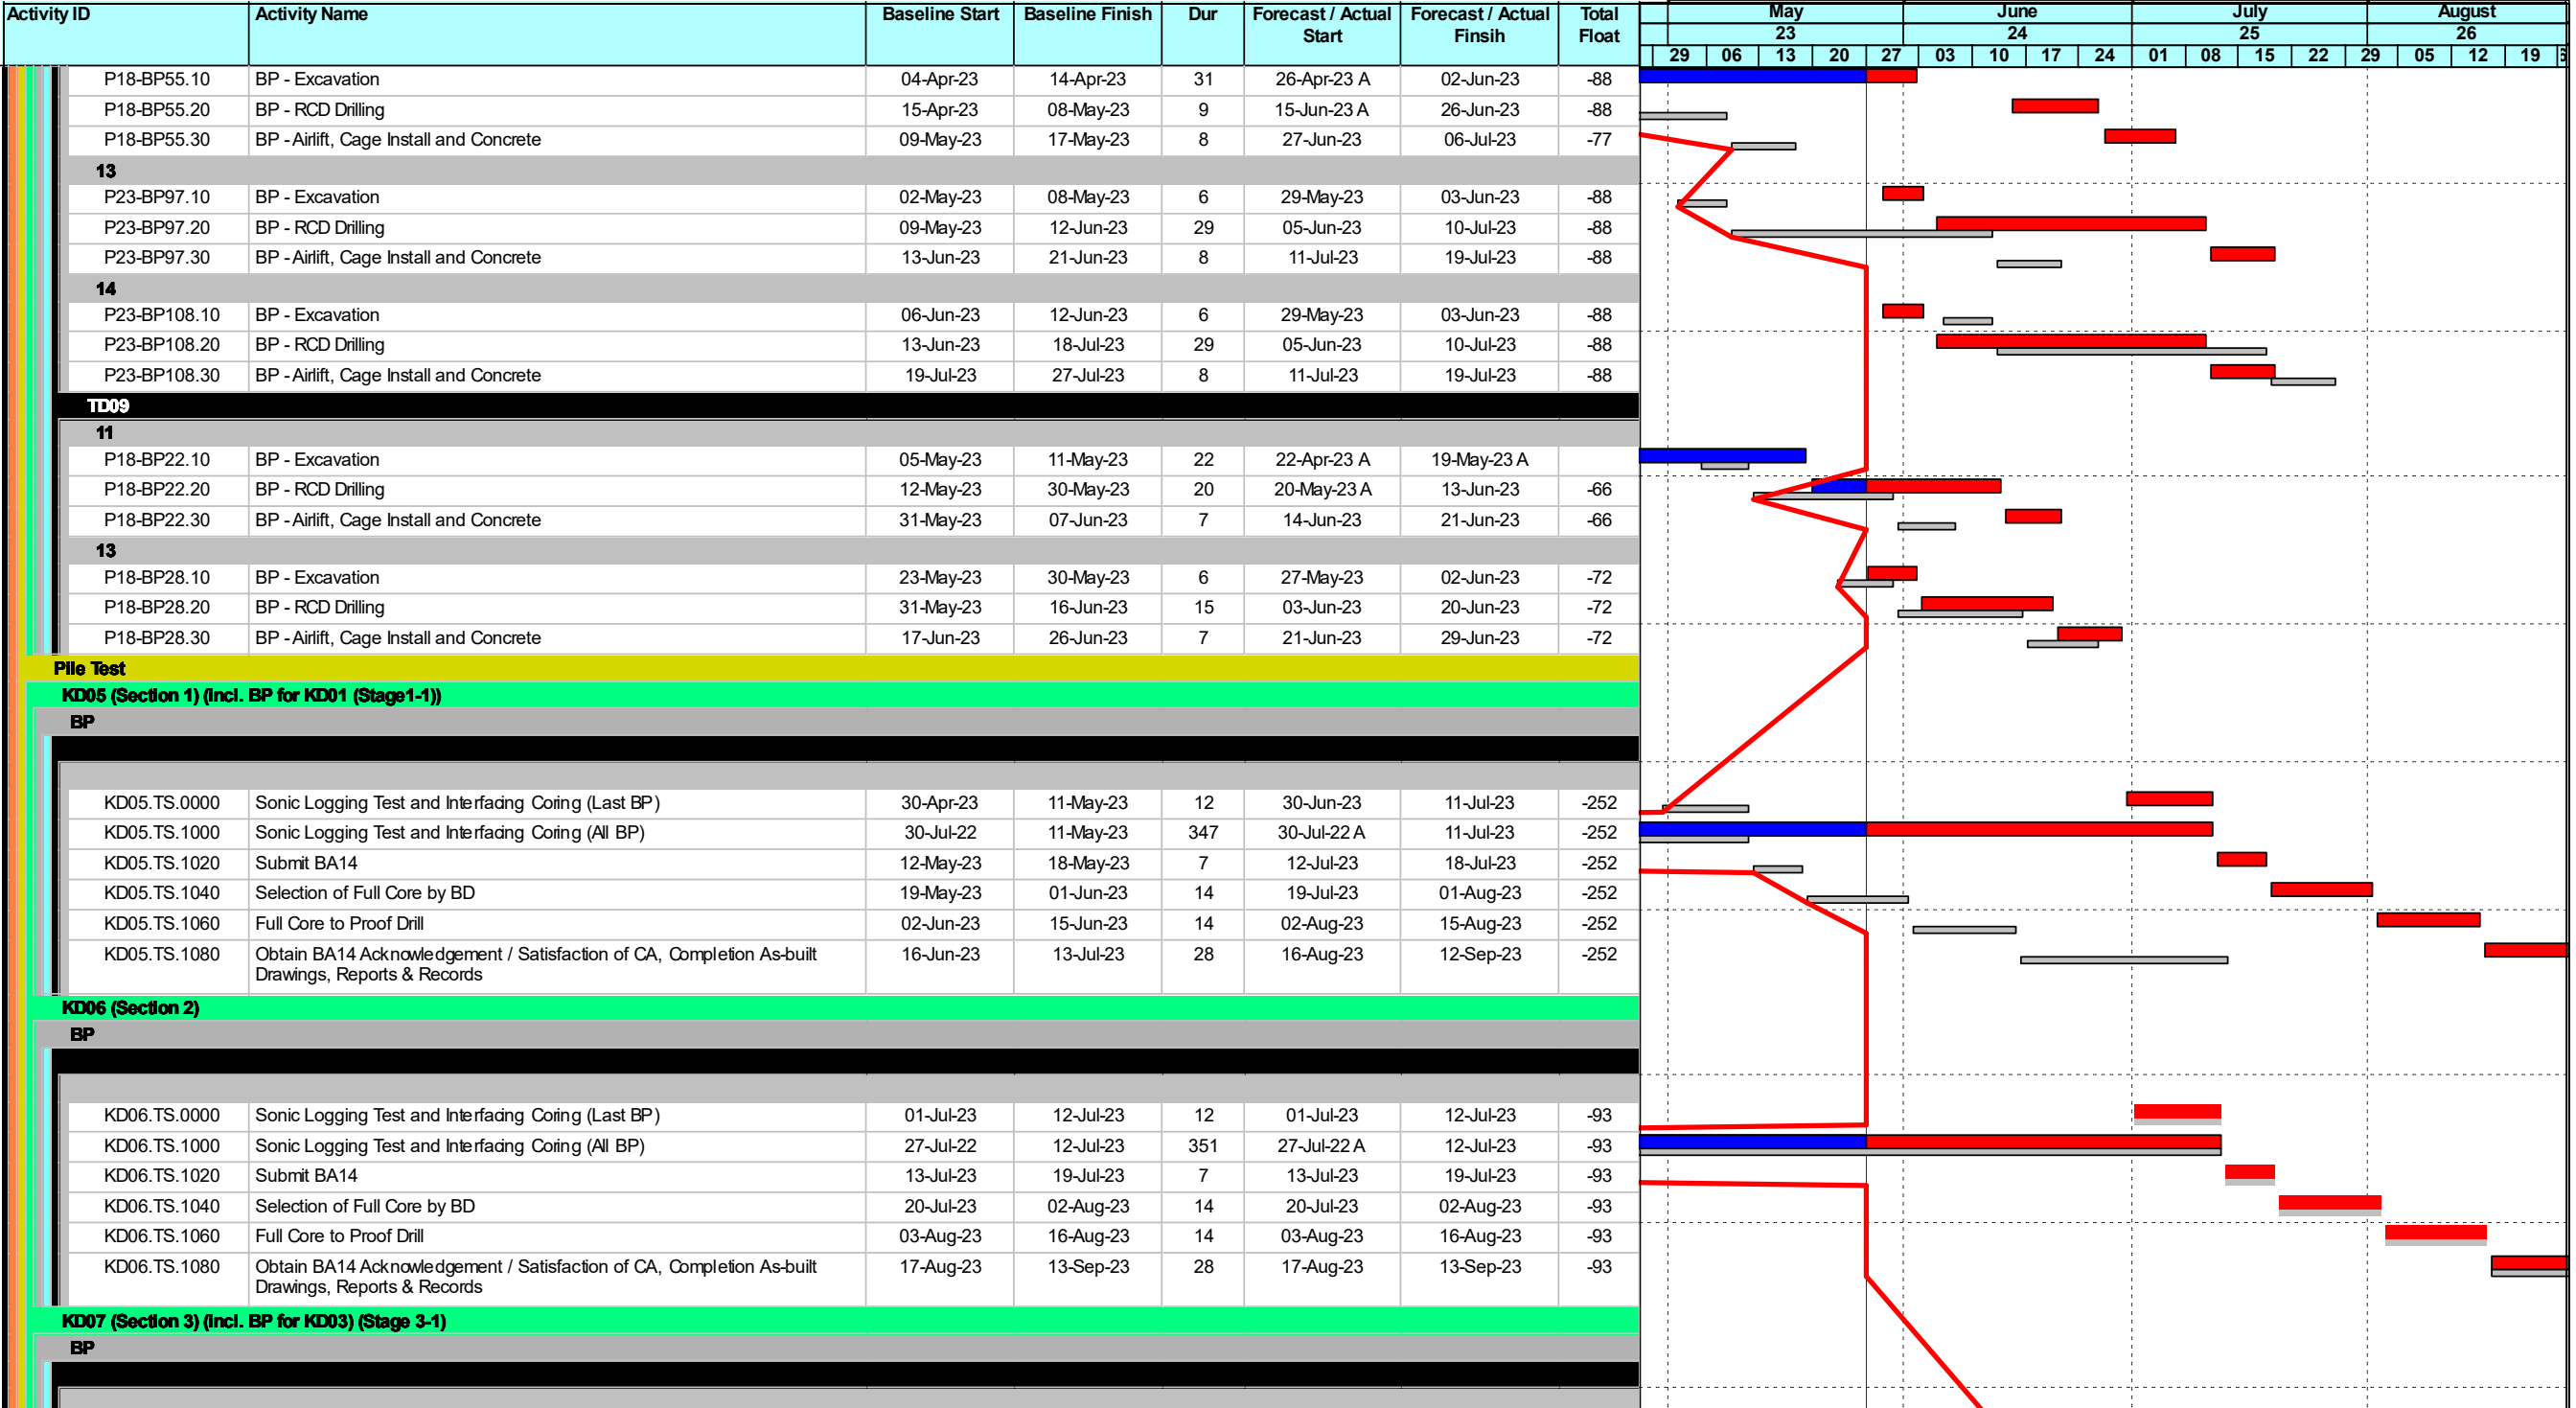 Activity ID Activity Name Baseline Start Baseline Finish Dur Forecast / Actual Forecast / Actual Total May June July August
Start Finsih Float 23 24 25 26
29 06 13 20 27 03 10 17 24 01 08 15 22 29 05 12 19
P18-BP55.10 BP - Excavation 04-Apr-23 14-Apr-23 31 26-Apr-23 A 02-Jun-23 -88
P18-BP55.20 BP - RCD Drilling 15-Apr-23 08-May-23 9 15-Jun-23 A 26-Jun-23 -88
P18-BP55.30 BP - Airlift, Cage Install and Concrete 09-May-23 17-May-23 8 27-Jun-23 06-Jul-23 -77
13
P23-BP97.10 BP - Excavation 02-May-23 08-May-23 6 29-May-23 03-Jun-23 -88
P23-BP97.20 BP - RCD Drilling 09-May-23 12-Jun-23 29 05-Jun-23 10-Jul-23 -88
P23-BP97.30 BP - Airlift, Cage Install and Concrete 13-Jun-23 21-Jun-23 8 11-Jul-23 19-Jul-23 -88
14
P23-BP108.10 BP - Excavation 06-Jun-23 12-Jun-23 6 29-May-23 03-Jun-23 -88
P23-BP108.20 BP - RCD Drilling 13-Jun-23 18-Jul-23 29 05-Jun-23 10-Jul-23 -88
P23-BP108.30 BP - Airlift, Cage Install and Concrete 19-Jul-23 27-Jul-23 8 11-Jul-23 19-Jul-23 -88
TD09
11
P18-BP22.10 BP - Excavation 05-May-23 11-May-23 22 22-Apr-23 A 19-May-23 A
P18-BP22.20 BP - RCD Drilling 12-May-23 30-May-23 20 20-May-23 A 13-Jun-23 -66
P18-BP22.30 BP - Airlift, Cage Install and Concrete 31-May-23 07-Jun-23 7 14-Jun-23 21-Jun-23 -66
13
P18-BP28.10 BP - Excavation 23-May-23 30-May-23 6 27-May-23 02-Jun-23 -72
P18-BP28.20 BP - RCD Drilling 31-May-23 16-Jun-23 15 03-Jun-23 20-Jun-23 -72
P18-BP28.30 BP - Airlift, Cage Install and Concrete 17-Jun-23 26-Jun-23 7 21-Jun-23 29-Jun-23 -72
Pile Test
KD05 (Section 1) (Incl. BP for KD01 (Stage1-1))
BP
KD05.TS.0000 Sonic Logging Test and Interfacing Coring (Last BP) 30-Apr-23 11-May-23 12 30-Jun-23 11-Jul-23 -252
KD05.TS.1000 Sonic Logging Test and Interfacing Coring (All BP) 30-Jul-22 11-May-23 347 30-Jul-22 A 11-Jul-23 -252
KD05.TS.1020 Submit BA14 12-May-23 18-May-23 7 12-Jul-23 18-Jul-23 -252
KD05.TS.1040 Selection of Full Core by BD 19-May-23 01-Jun-23 14 19-Jul-23 01-Aug-23 -252
KD05.TS.1060 Full Core to Proof Drill 02-Jun-23 15-Jun-23 14 02-Aug-23 15-Aug-23 -252
KD05.TS.1080 Obtain BA14 Acknowledgement / Satisfaction of CA, Completion As-built 16-Jun-23 13-Jul-23 28 16-Aug-23 12-Sep-23 -252
Drawings, Reports & Records
KD06 (Section 2)
BP
KD06.TS.0000 Sonic Logging Test and Interfacing Coring (Last BP) 01-Jul-23 12-Jul-23 12 01-Jul-23 12-Jul-23 -93
KD06.TS.1000 Sonic Logging Test and Interfacing Coring (All BP) 27-Jul-22 12-Jul-23 351 27-Jul-22 A 12-Jul-23 -93
KD06.TS.1020 Submit BA14 13-Jul-23 19-Jul-23 7 13-Jul-23 19-Jul-23 -93
KD06.TS.1040 Selection of Full Core by BD 20-Jul-23 02-Aug-23 14 20-Jul-23 02-Aug-23 -93
KD06.TS.1060 Full Core to Proof Drill 03-Aug-23 16-Aug-23 14 03-Aug-23 16-Aug-23 -93
KD06.TS.1080 Obtain BA14 Acknowledgement / Satisfaction of CA, Completion As-built 17-Aug-23 13-Sep-23 28 17-Aug-23 13-Sep-23 -93
Drawings, Reports & Records
KD07 (Section 3) (Incl. BP for KD03) (Stage 3-1)
BP